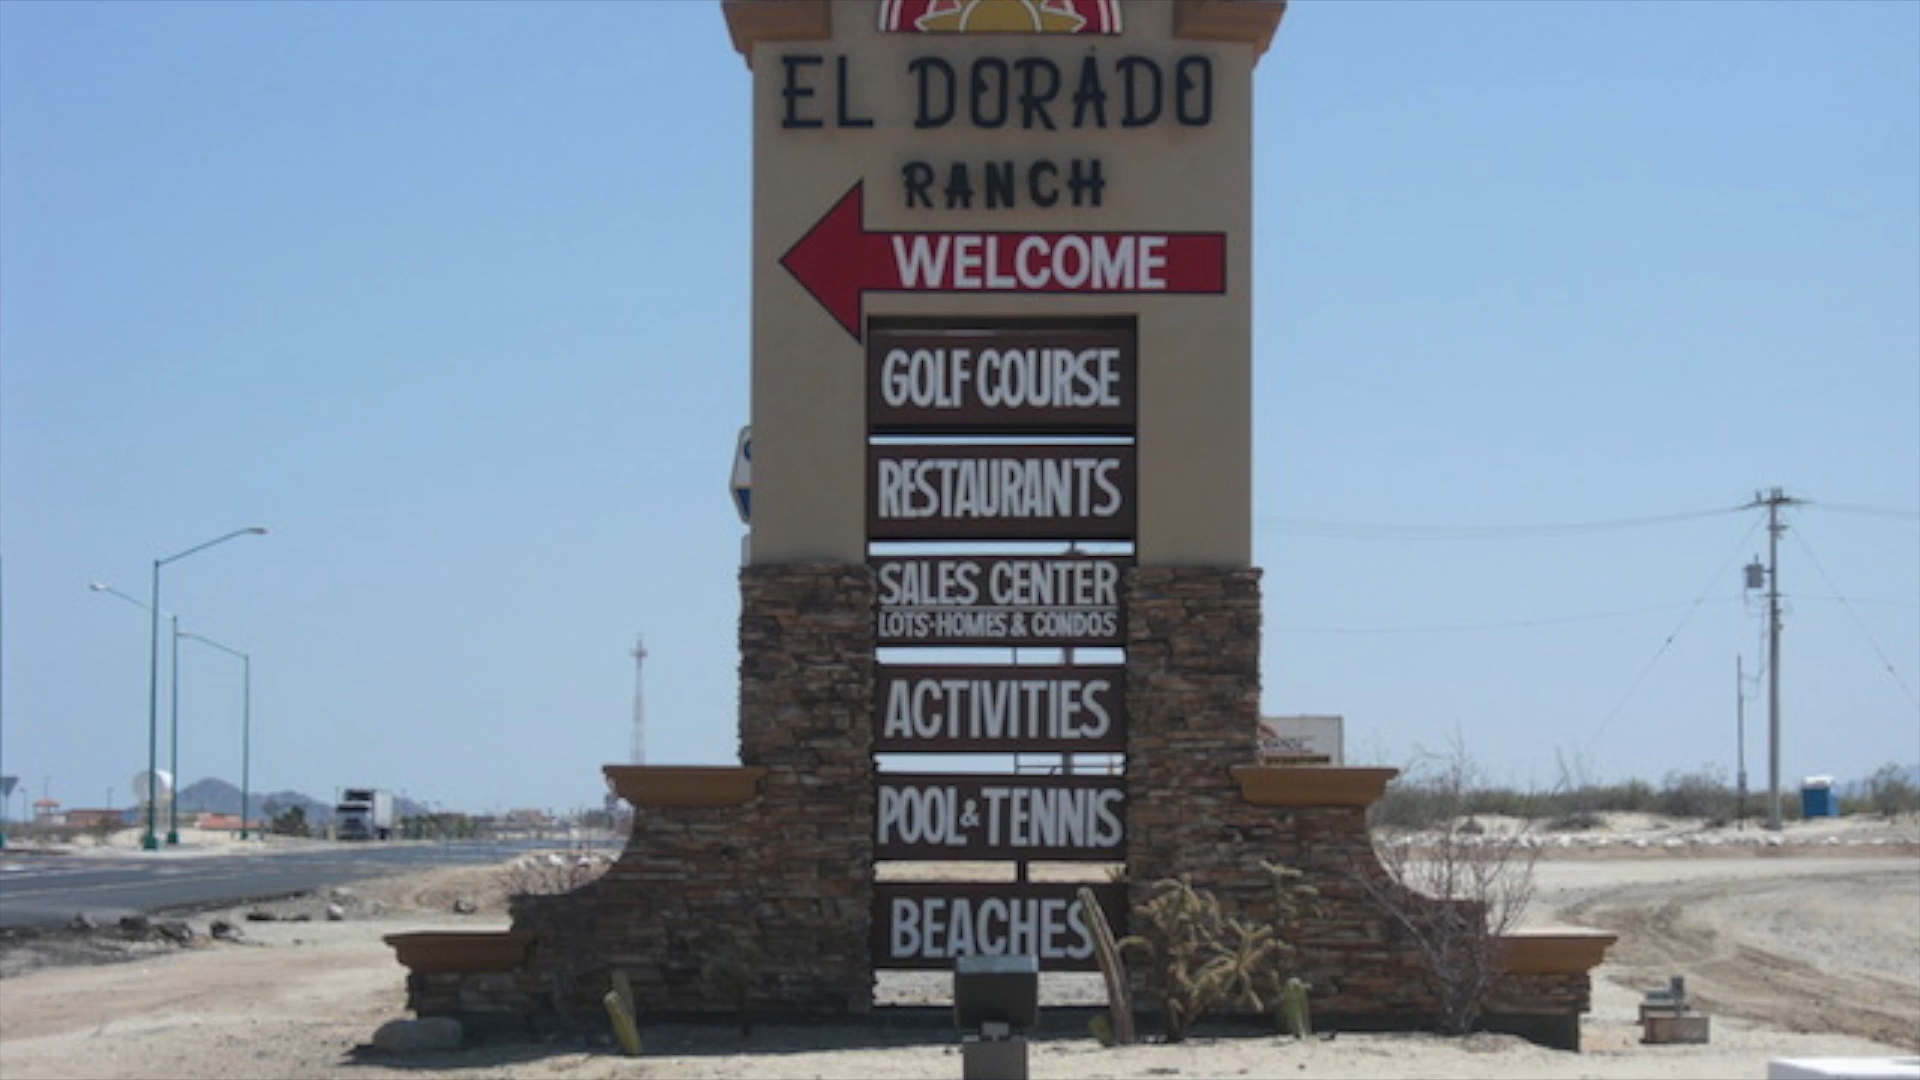 EL DORADO
RANCH
WELCOME
GOLF COURSE
RESTAURANTS
SALES CENTER
LOTS-HOMES & CONDOS
ACTIVITIES
POOL & TENNIS
BEACHES